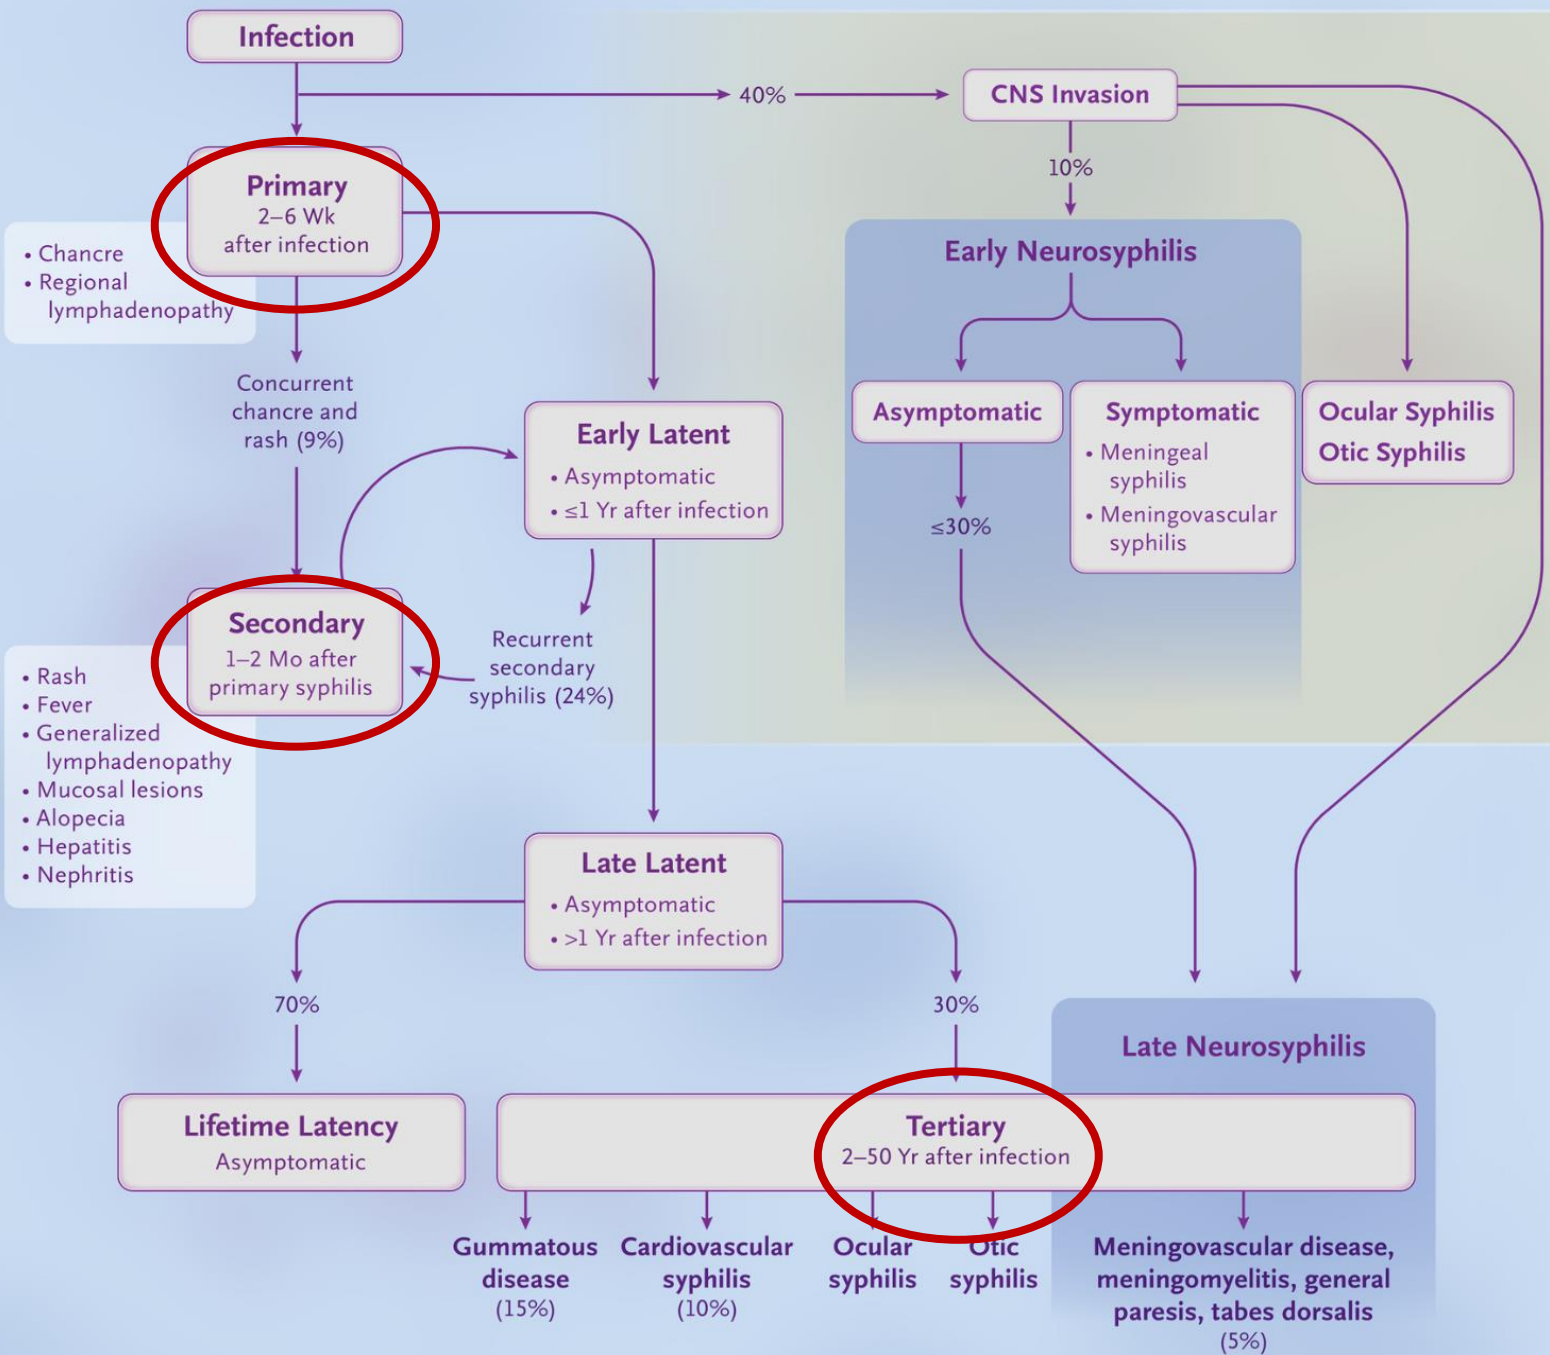 Infection
40%
CNS Invasion
10%
Primary
2–6 Wk
after infection
• Chancre
• Regional
lymphadenopathy
Concurrent
chancre and
rash (9%)
Early Latent
• Asymptomatic
• ≤1 Yr after infection
Early Neurosyphilis
Asymptomatic
≤30%
Symptomatic
• Meningeal
syphilis
• Meningovascular
syphilis
Ocular Syphilis
Otic Syphilis
Secondary
1–2 Mo after
primary syphilis
Recurrent
secondary
syphilis (24%)
• Rash
• Fever
• Generalized
lymphadenopathy
• Mucosal lesions
• Alopecia
• Hepatitis
• Nephritis
Late Latent
• Asymptomatic
• >1 Yr after infection
70%
30%
Late Neurosyphilis
Lifetime Latency
Asymptomatic
Tertiary
2–50 Yr after infection
Gummatous
disease
(15%)
Cardiovascular
syphilis
(10%)
Ocular
syphilis
Otic
syphilis
Meningovascular disease,
meningomyelitis, general
paresis, tabes dorsalis
(5%)